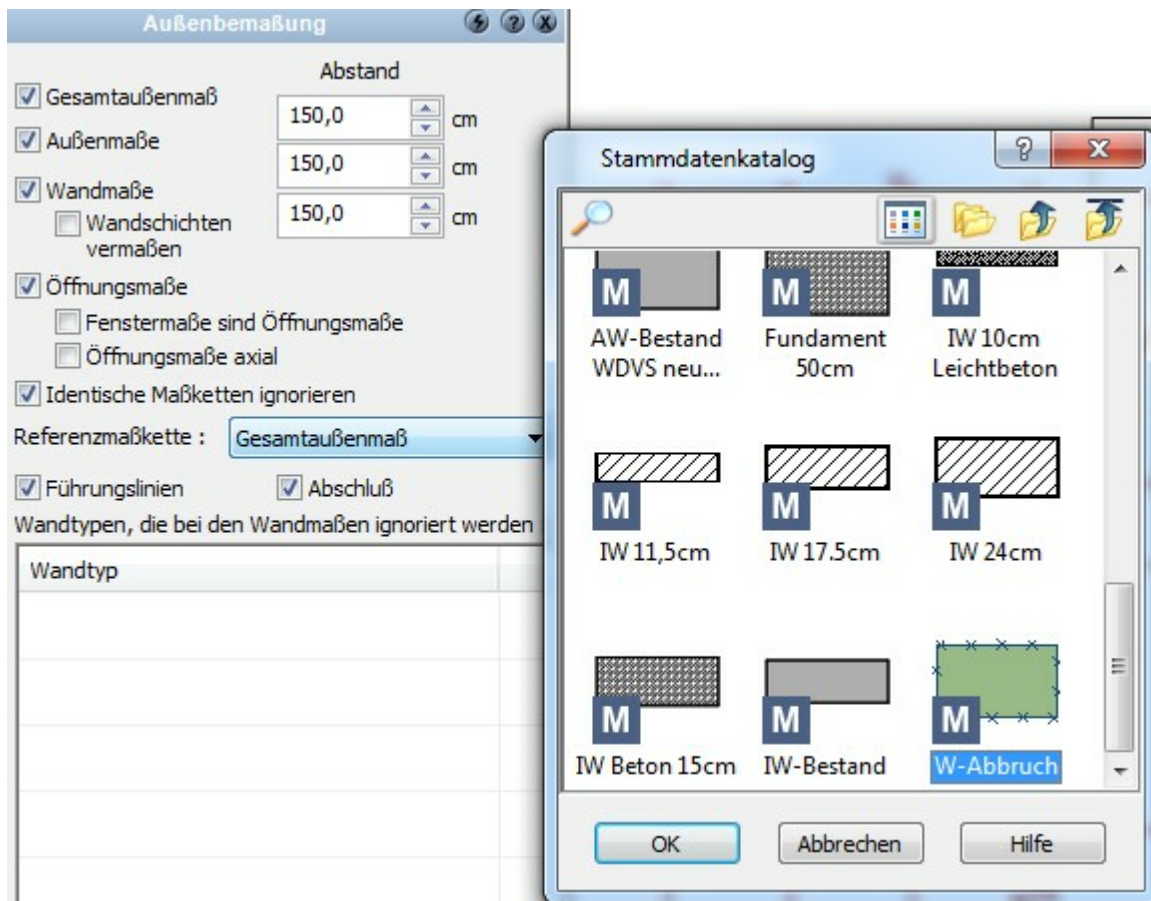 Außenbemaßung
Abstand
Gesamtaußenmaß
150,0 cm
Außenmaße
150,0 cm
Wandmaße
150,0 cm
Wandschichten
vermaßen
Öffnungsmaße
Fenstermaße sind Öffnungsmaße
Öffnungsmaße axial
Identische Maßketten ignorieren
Referenzmaßkette : Gesamtaußenmaß
Führungslinien Abschluß
Wandtypen, die bei den Wandmaßen ignoriert werden
Wandtyp
Stammdatenkatalog
M M M
AW-Bestand
WDVS neu...
Fundament
50cm
IW 10cm
Leichtbeton
M M M
IW 11,5cm IW 17.5cm IW 24cm
M M M
IW Beton 15cm IW-Bestand W-Abbruch
OK Abbrechen Hilfe